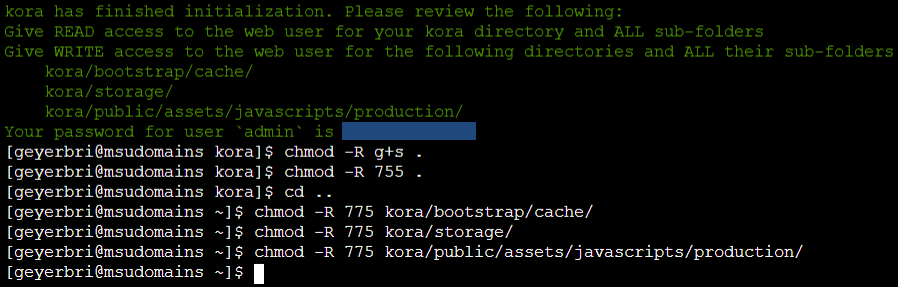 kora has finished initialization. Please review the following:
Give READ access to the web user for your kora directory and ALL sub-folders
Give WRITE access to the web user for the following directories and ALL their sub-folders
    kora/bootstrap/cache/
    kora/storage/
    kora/public/assets/javascripts/production/
Your password for user `admin` is
[geyerbri@msudomains kora]$ chmod -R g+s .
[geyerbri@msudomains kora]$ chmod -R 755 .
[geyerbri@msudomains kora]$ cd ..
[geyerbri@msudomains ~]$ chmod -R 775 kora/bootstrap/cache/
[geyerbri@msudomains ~]$ chmod -R 775 kora/storage/
[geyerbri@msudomains ~]$ chmod -R 775 kora/public/assets/javascripts/production/
[geyerbri@msudomains ~]$